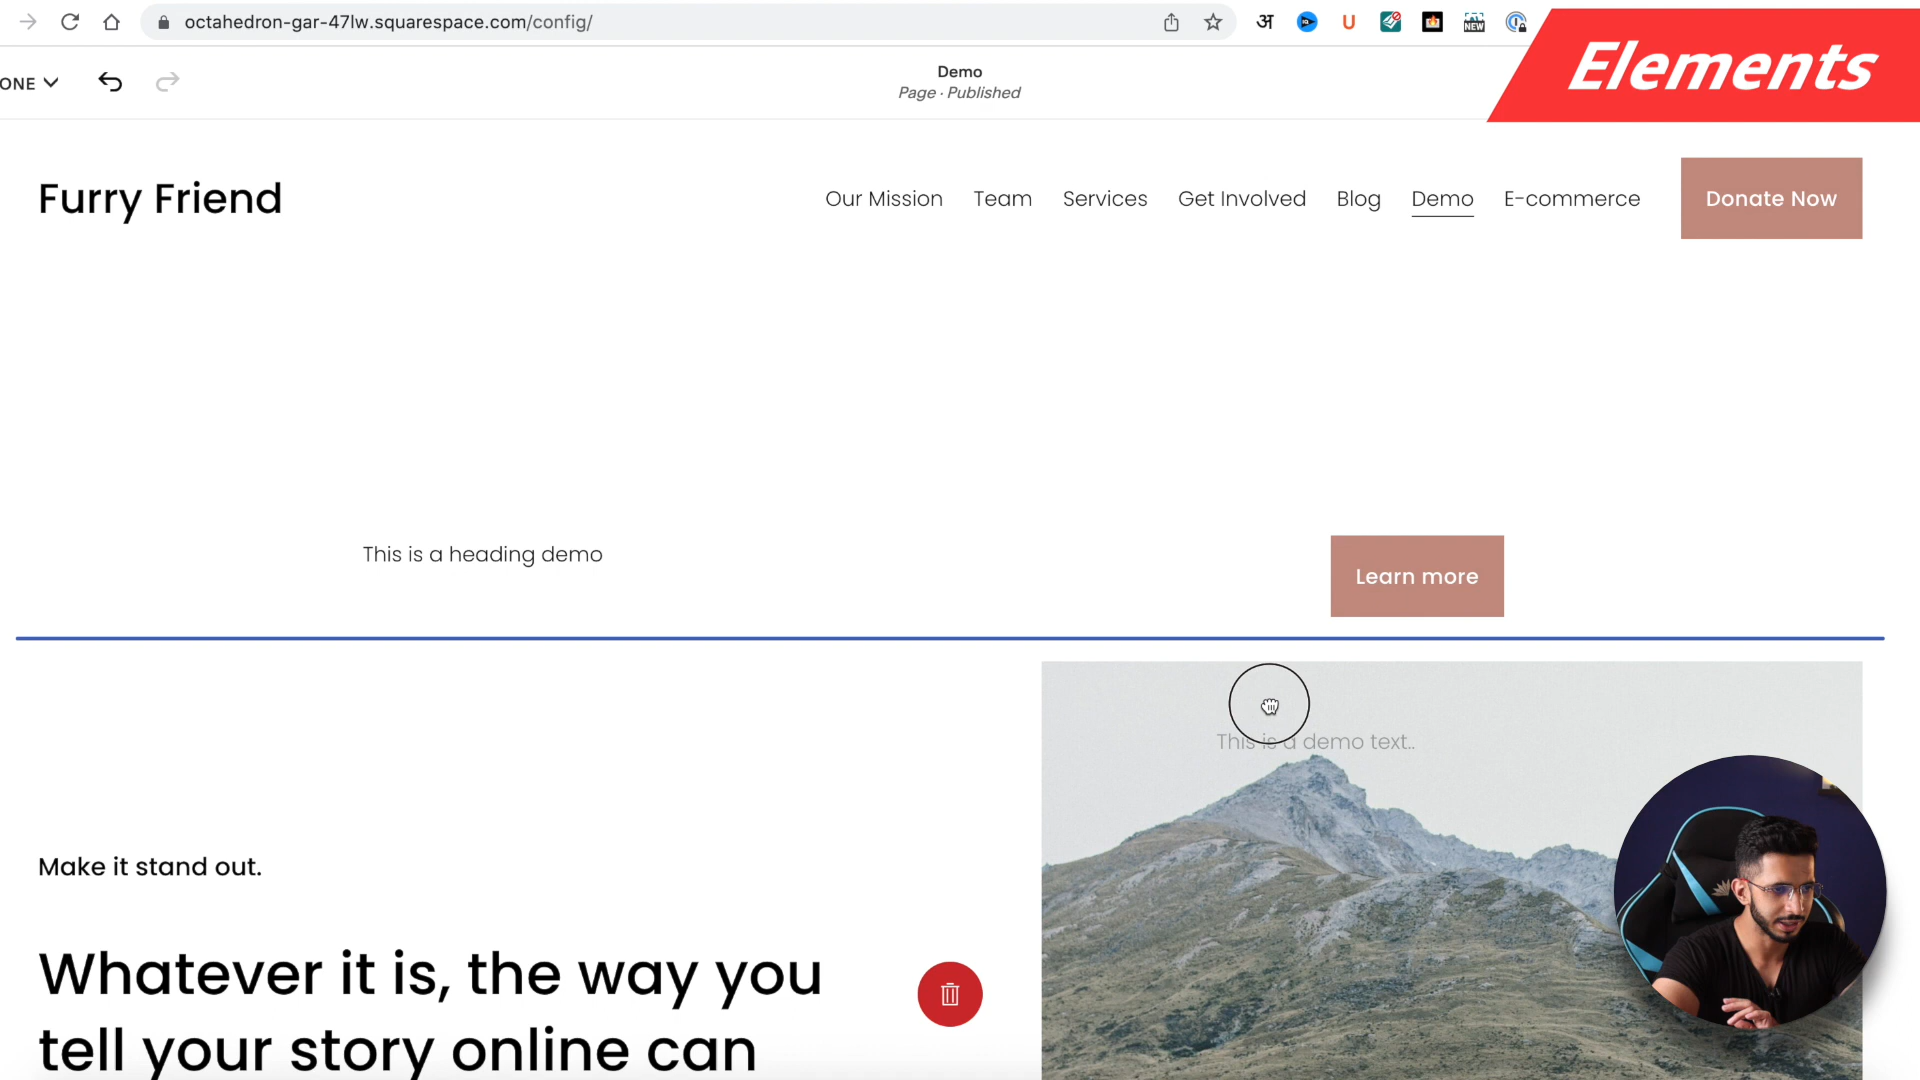 octahedron-gar-47lw.squarespace.com/config/
अ
U
NEW
Elements
ONE
Demo
Page · Published
Furry Friend
Our Mission
Team
Services
Get Involved
Blog
Demo
E-commerce
Donate Now
This is a heading demo
Learn more
This is a demo text..
Make it stand out.
Whatever it is, the way you
tell your story online can